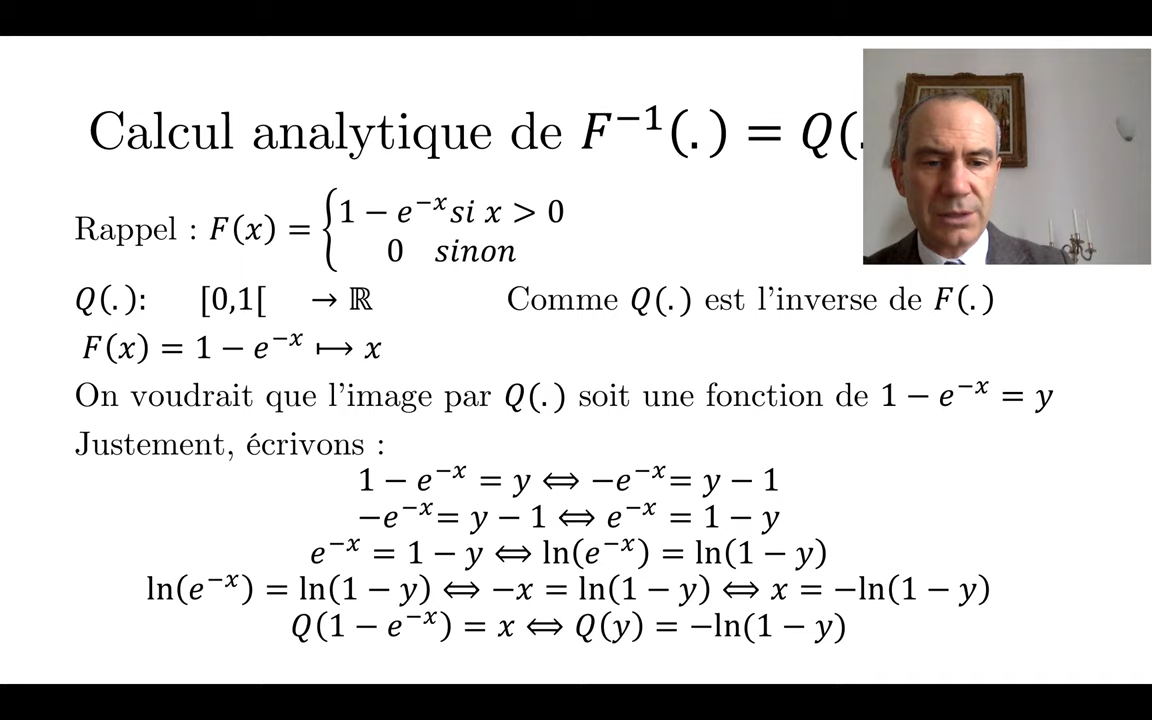 Calcul analytique de F⁻¹(.) = Q(.
Rappel : F(x) = {1 − e⁻ˣ si x > 0
0 sinon
Q(.): [0,1[ → ℝ Comme Q(.) est l'inverse de F(.)
F(x) = 1 − e⁻ˣ ⟼ x
On voudrait que l'image par Q(.) soit une fonction de 1 − e⁻ˣ = y
Justement, écrivons :
1 − e⁻ˣ = y ⟺ −e⁻ˣ= y − 1
−e⁻ˣ= y − 1 ⟺ e⁻ˣ = 1 − y
e⁻ˣ = 1 − y ⟺ ln(e⁻ˣ) = ln(1 − y)
ln(e⁻ˣ) = ln(1 − y) ⟺ −x = ln(1 − y) ⟺ x = −ln(1 − y)
Q(1 − e⁻ˣ) = x ⟺ Q(y) = −ln(1 − y)